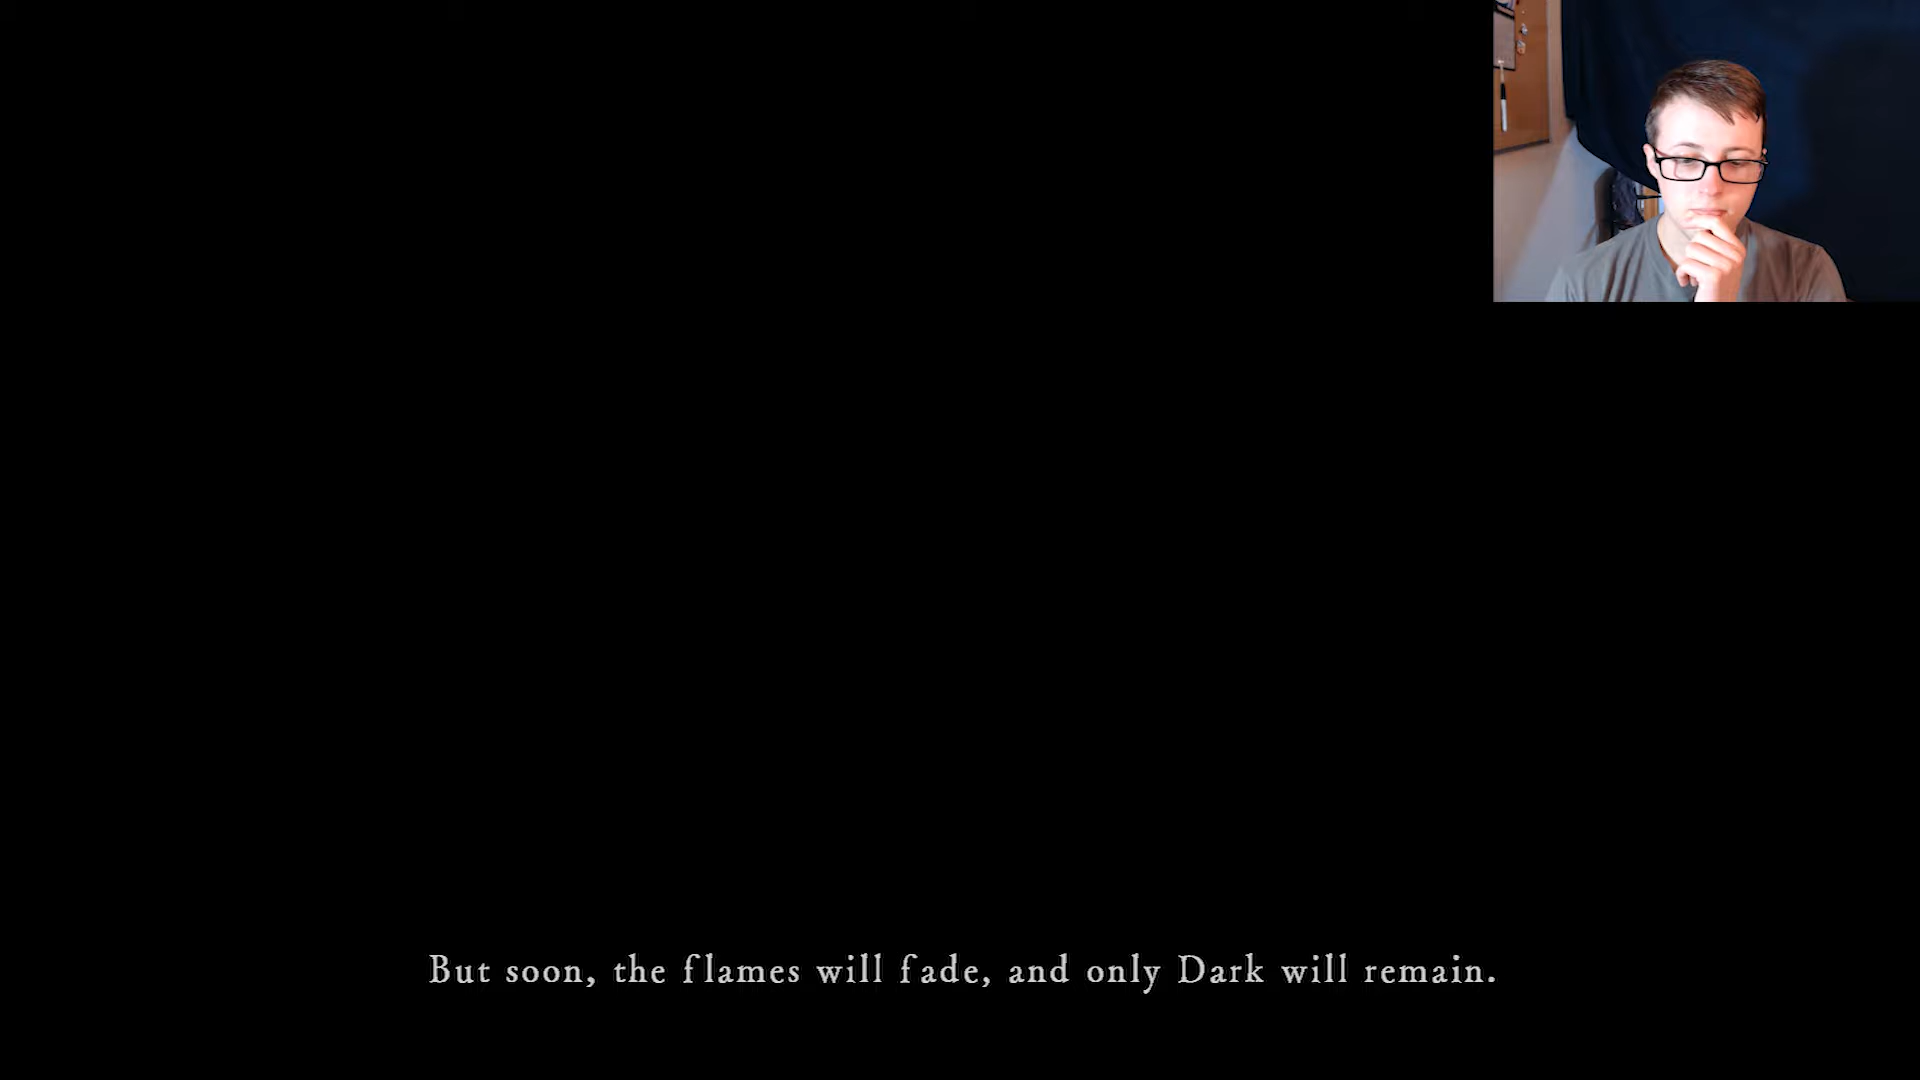 But soon, the flames will fade, and only Dark will remain.